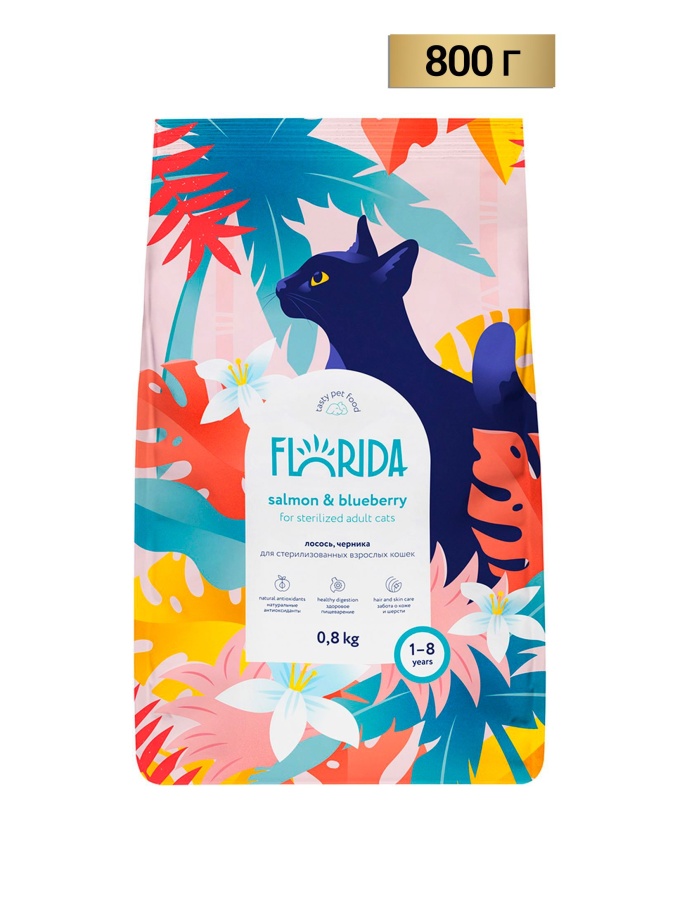 800 г
tasty pet food
FLORIDA
salmon & blueberry
for sterilized adult cats
лосось, черника
для стерилизованных взрослых кошек
natural antioxidants
натуральные
антиоксиданты
healthy digestion
здоровое
пищеварение
hair and skin care
забота о коже
и шерсти
0,8 kg
1–8
years